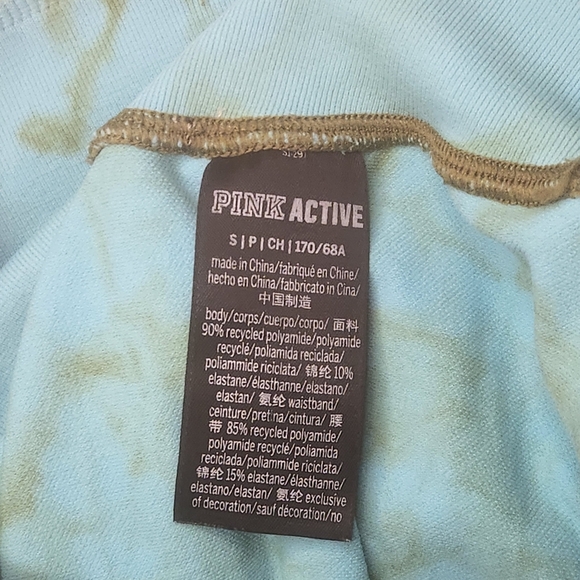 PINK ACTIVE
S | P | CH | 170/68A
made in China/fabriqué en Chine/
hecho en China/fabbricato in Cina/
中国制造
body/corps/cuerpo/corpo/ 面料
90% recycled polyamide/polyamide
recyclé/poliamida reciclada/
poliammide riciclata/ 锦纶 10%
elastane/élasthanne/elastano/
elastan/ 氨纶 waistband/
ceinture/pretina/cintura/ 腰
带 85% recycled polyamide/
polyamide recyclé/poliamida
reciclada/poliammide riciclata/
锦纶 15% elastane/élasthanne/
elastano/elastan/ 氨纶 exclusive
of decoration/sauf décoration/no